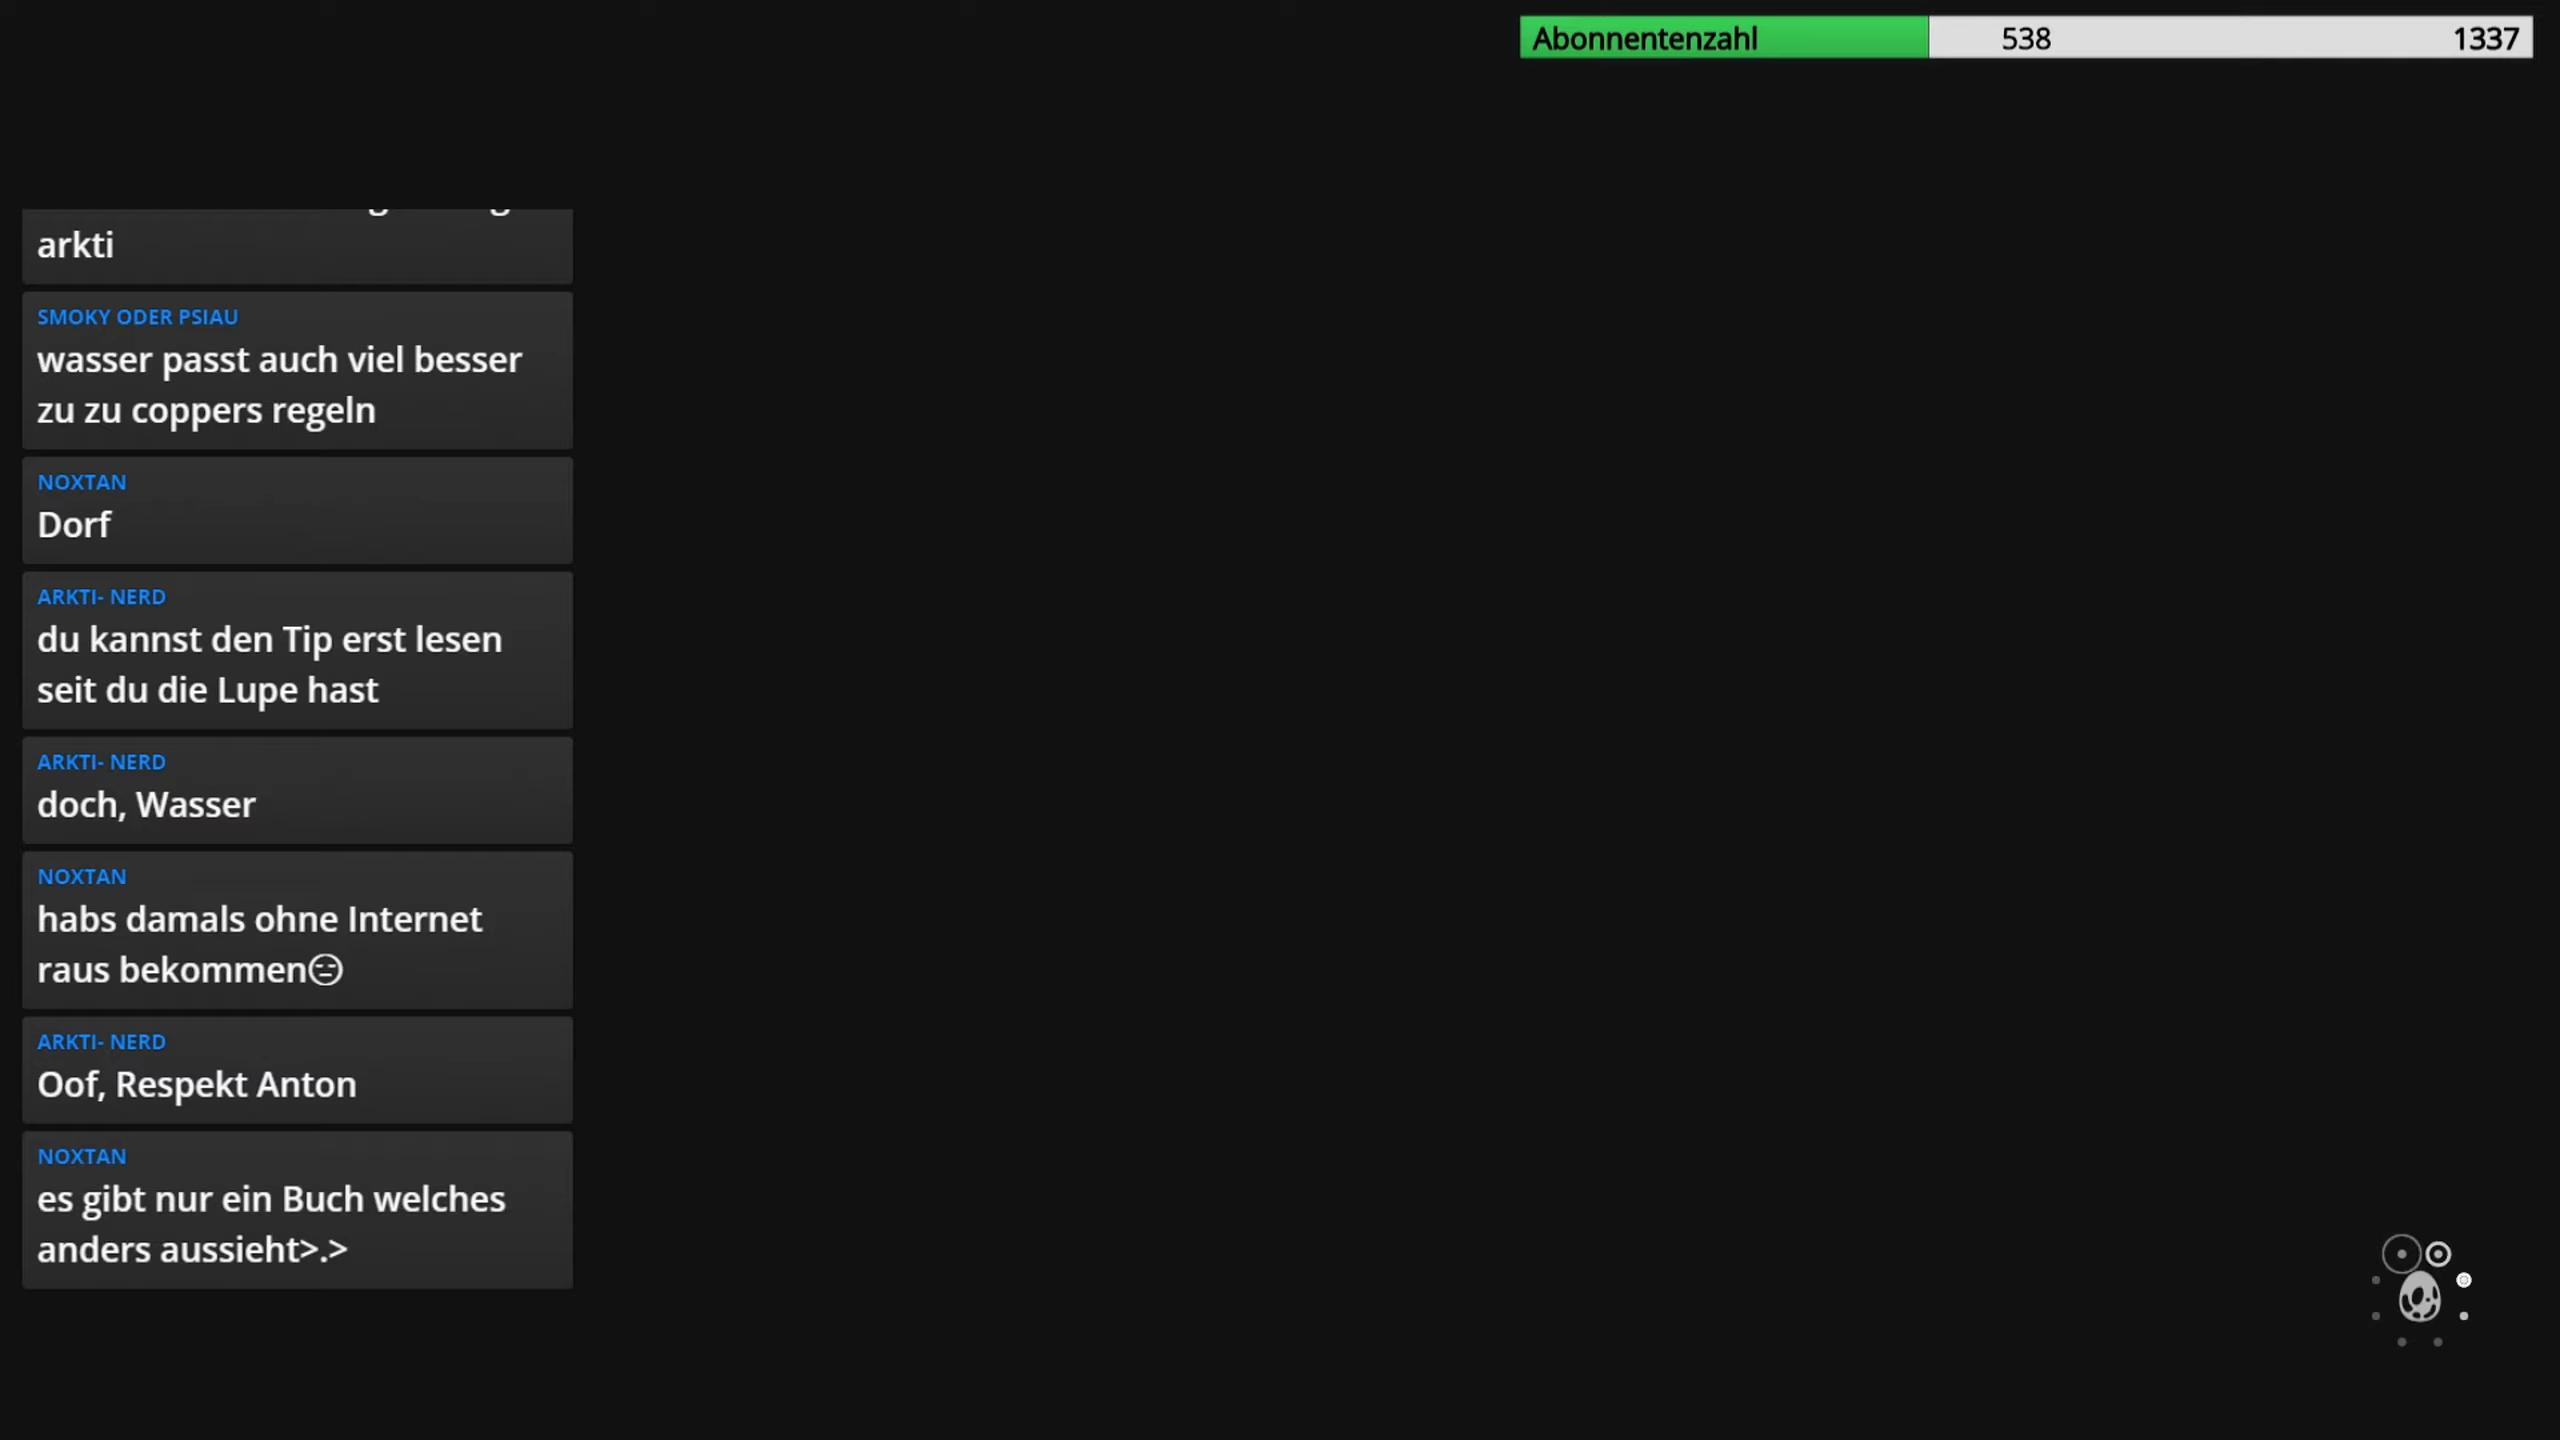 Abonnentenzahl 538 1337
arkti
SMOKY ODER PSIAU
wasser passt auch viel besser
zu zu coppers regeln
NOXTAN
Dorf
ARKTI- NERD
du kannst den Tip erst lesen
seit du die Lupe hast
ARKTI- NERD
doch, Wasser
NOXTAN
habs damals ohne Internet
raus bekommen😑
ARKTI- NERD
Oof, Respekt Anton
NOXTAN
es gibt nur ein Buch welches
anders aussieht>.>